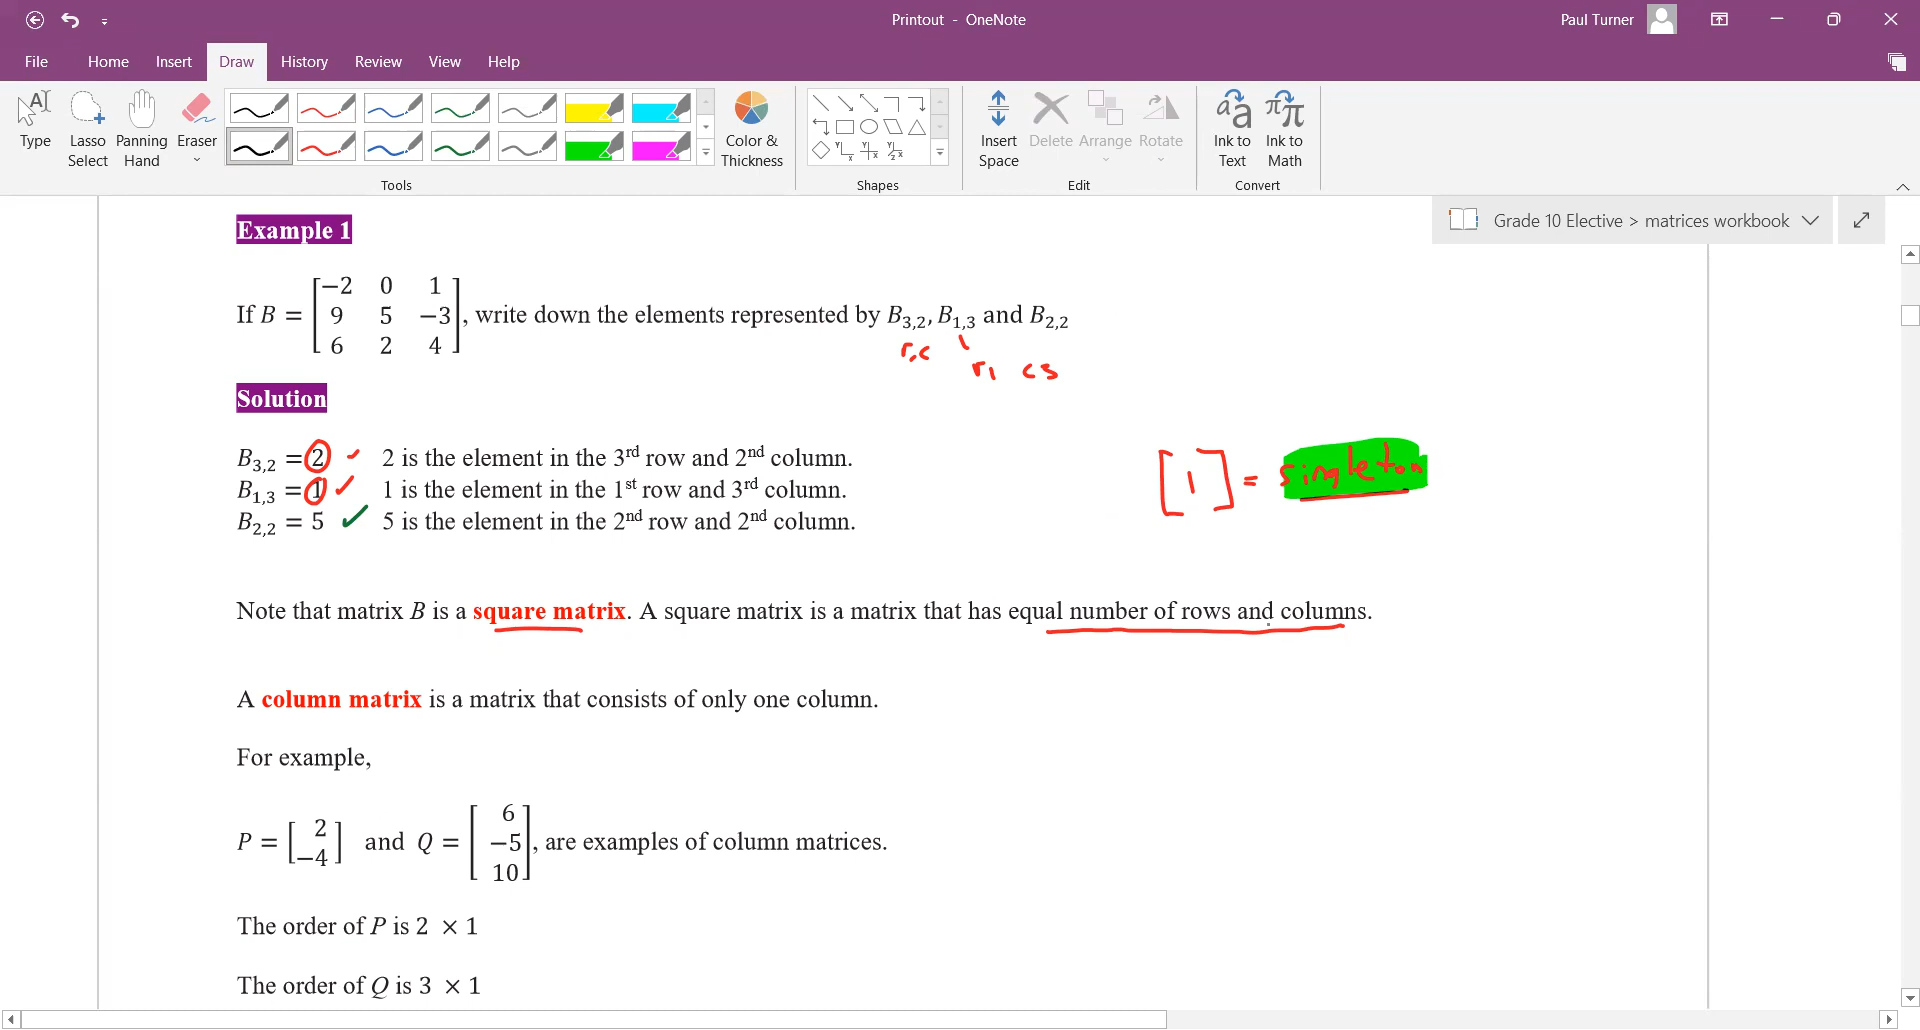 Printout - OneNote
Paul Turner
File Home Insert Draw History Review View Help
Type
Lasso Select
Panning Hand
Eraser
Color & Thickness
Insert Space
Delete
Arrange
Rotate
Ink to Text
Ink to Math
Tools
Shapes
Edit
Convert
Grade 10 Elective > matrices workbook
Example 1
If B = [−2 0 1
9 5 −3
6 2 4], write down the elements represented by B3,2, B1,3 and B2,2
r,c
r1 c3
Solution
B3,2 = 2 ✓ 2 is the element in the 3rd row and 2nd column.
B1,3 = 1 ✓ 1 is the element in the 1st row and 3rd column.
B2,2 = 5 ✓ 5 is the element in the 2nd row and 2nd column.
[1] = singleton
Note that matrix B is a square matrix. A square matrix is a matrix that has equal number of rows and columns.
A column matrix is a matrix that consists of only one column.
For example,
P = [2
−4] and Q = [6
−5
10], are examples of column matrices.
The order of P is 2 × 1
The order of Q is 3 × 1